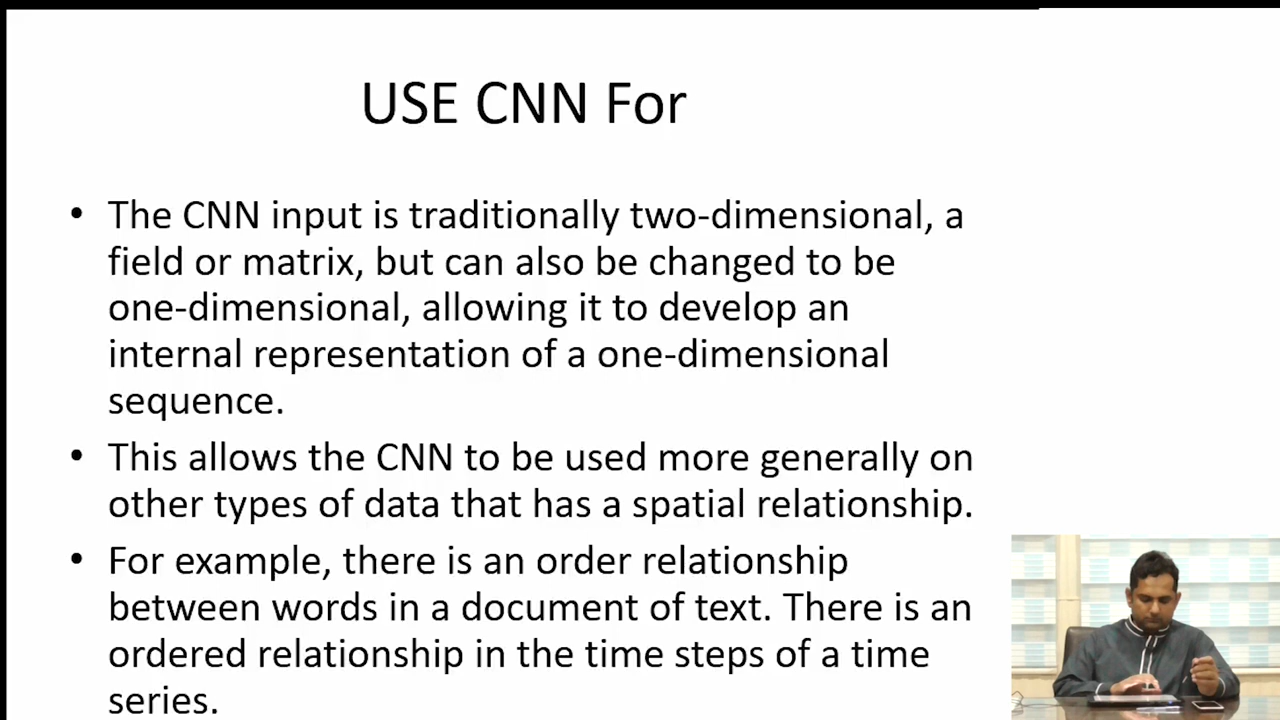 USE CNN For
• The CNN input is traditionally two-dimensional, a
field or matrix, but can also be changed to be
one-dimensional, allowing it to develop an
internal representation of a one-dimensional
sequence.
• This allows the CNN to be used more generally on
other types of data that has a spatial relationship.
• For example, there is an order relationship
between words in a document of text. There is an
ordered relationship in the time steps of a time
series.